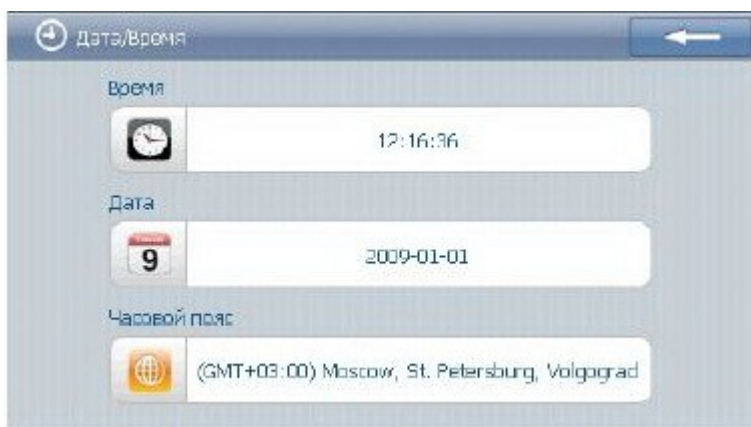 Дата/Время
Время
12:16:36
Дата
9
2009-01-01
Часовой пояс
(GMT+03:00) Moscow, St. Petersburg, Volgograd